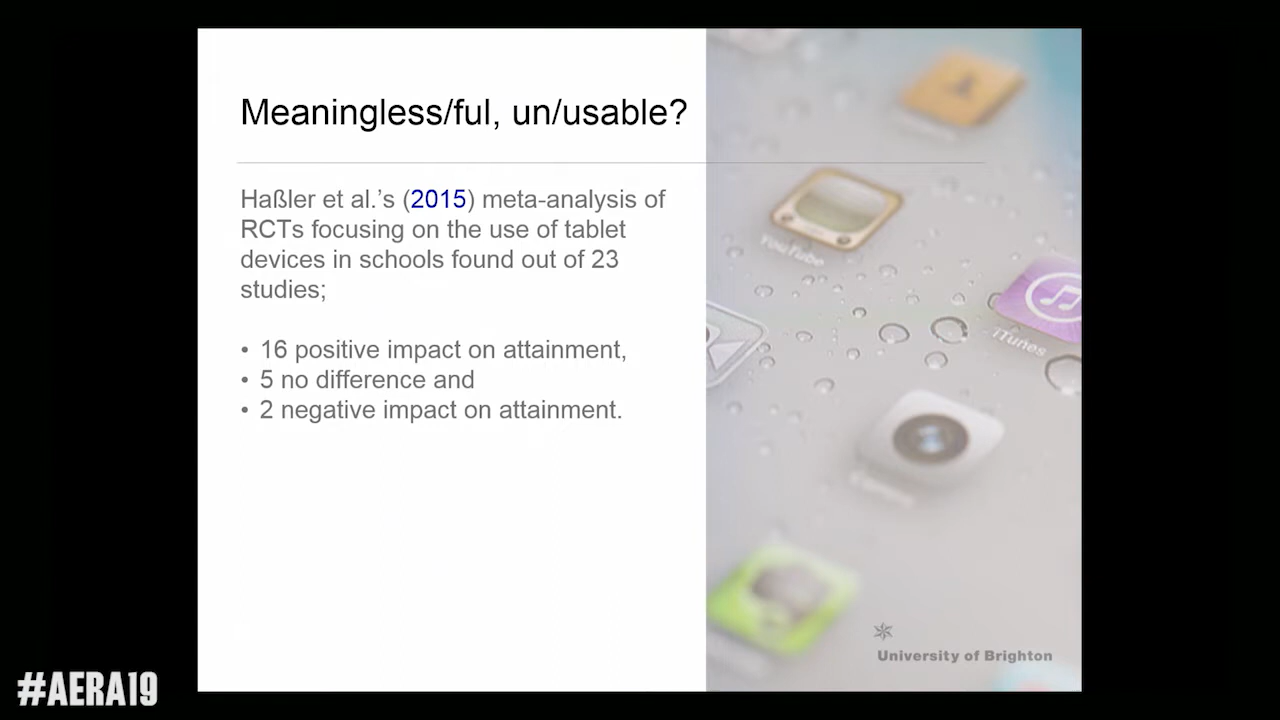 Meaningless/ful, un/usable?
Haßler et al.’s (2015) meta-analysis of
RCTs focusing on the use of tablet
devices in schools found out of 23
studies;
• 16 positive impact on attainment,
• 5 no difference and
• 2 negative impact on attainment.
YouTube
iTunes
University of Brighton
#AERA19